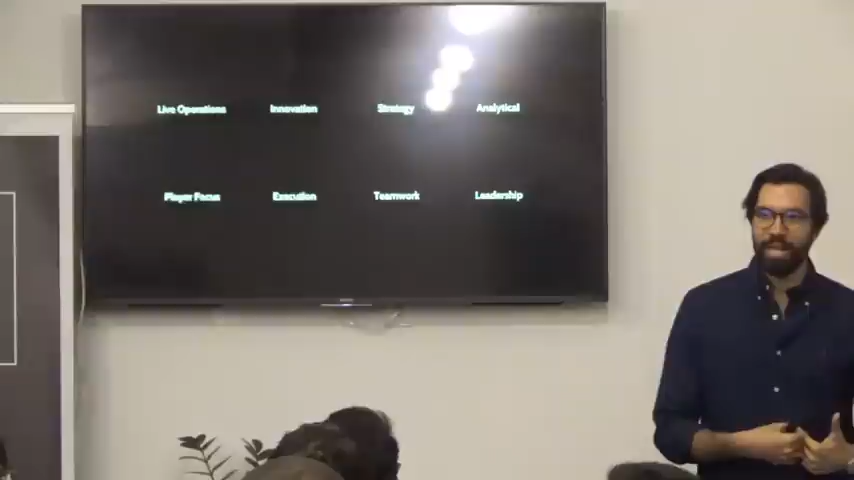 Live Operations Innovation Strategy Analytical
Player Focus Execution Teamwork Leadership